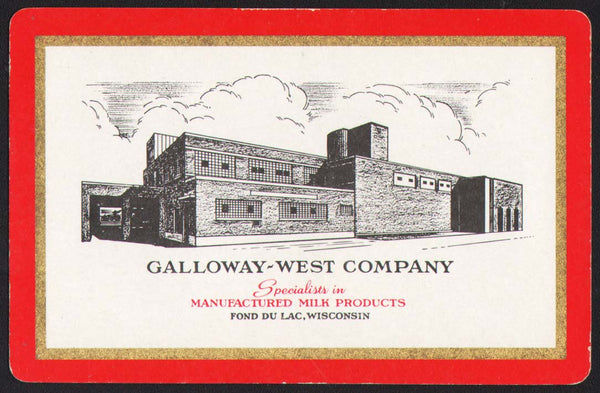 GALLOWAY-WEST COMPANY
Specialists in
MANUFACTURED MILK PRODUCTS
FOND DU LAC, WISCONSIN